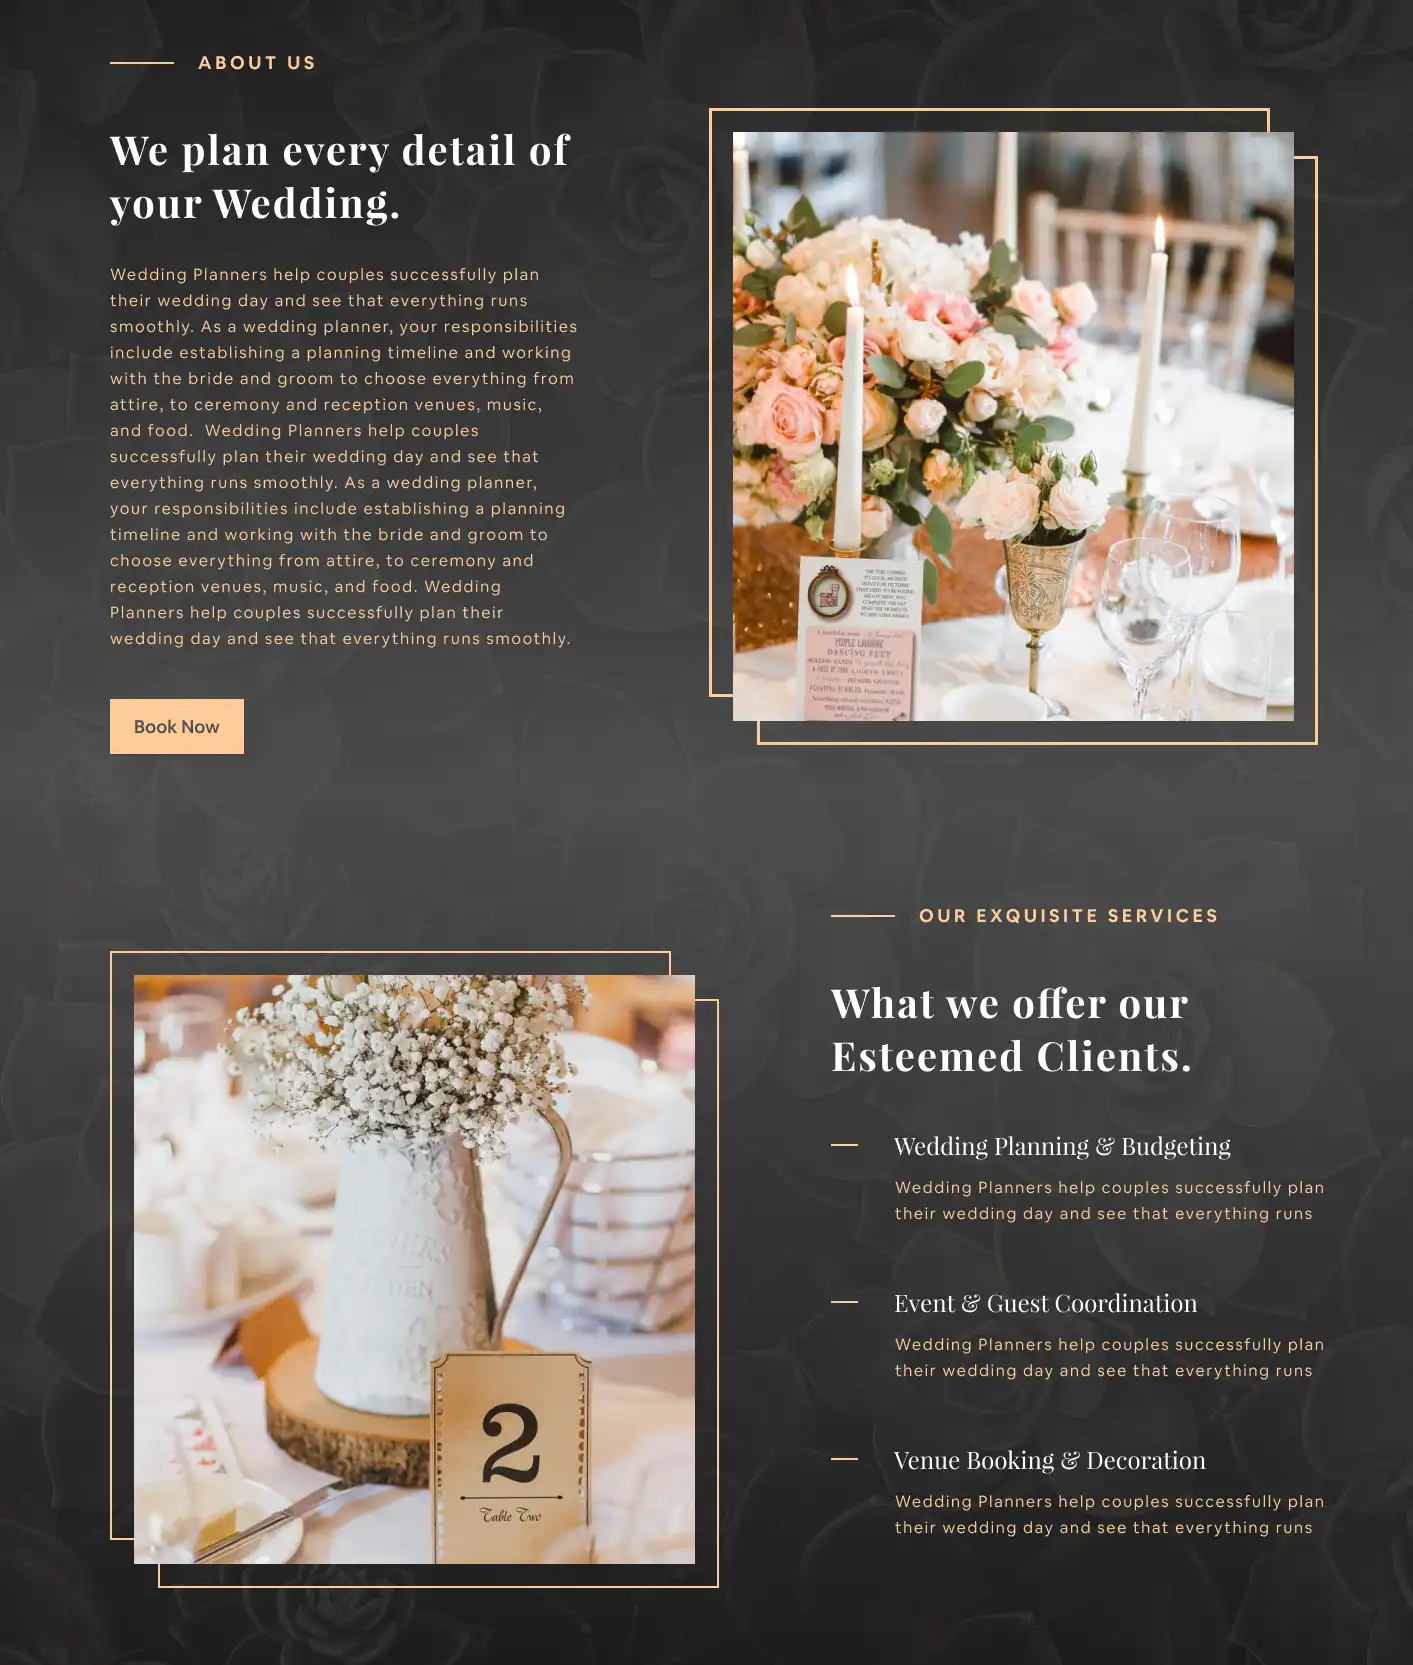 ABOUT US
We plan every detail of
your Wedding.
Wedding Planners help couples successfully plan
their wedding day and see that everything runs
smoothly. As a wedding planner, your responsibilities
include establishing a planning timeline and working
with the bride and groom to choose everything from
attire, to ceremony and reception venues, music,
and food.  Wedding Planners help couples
successfully plan their wedding day and see that
everything runs smoothly. As a wedding planner,
your responsibilities include establishing a planning
timeline and working with the bride and groom to
choose everything from attire, to ceremony and
reception venues, music, and food. Wedding
Planners help couples successfully plan their
wedding day and see that everything runs smoothly.
Book Now
PEOPLE LAUGHING
DANCING FEET
OUR EXQUISITE SERVICES
What we offer our
Esteemed Clients.
Wedding Planning & Budgeting
Wedding Planners help couples successfully plan
their wedding day and see that everything runs
Event & Guest Coordination
Wedding Planners help couples successfully plan
their wedding day and see that everything runs
Venue Booking & Decoration
Wedding Planners help couples successfully plan
their wedding day and see that everything runs
2
Table Two